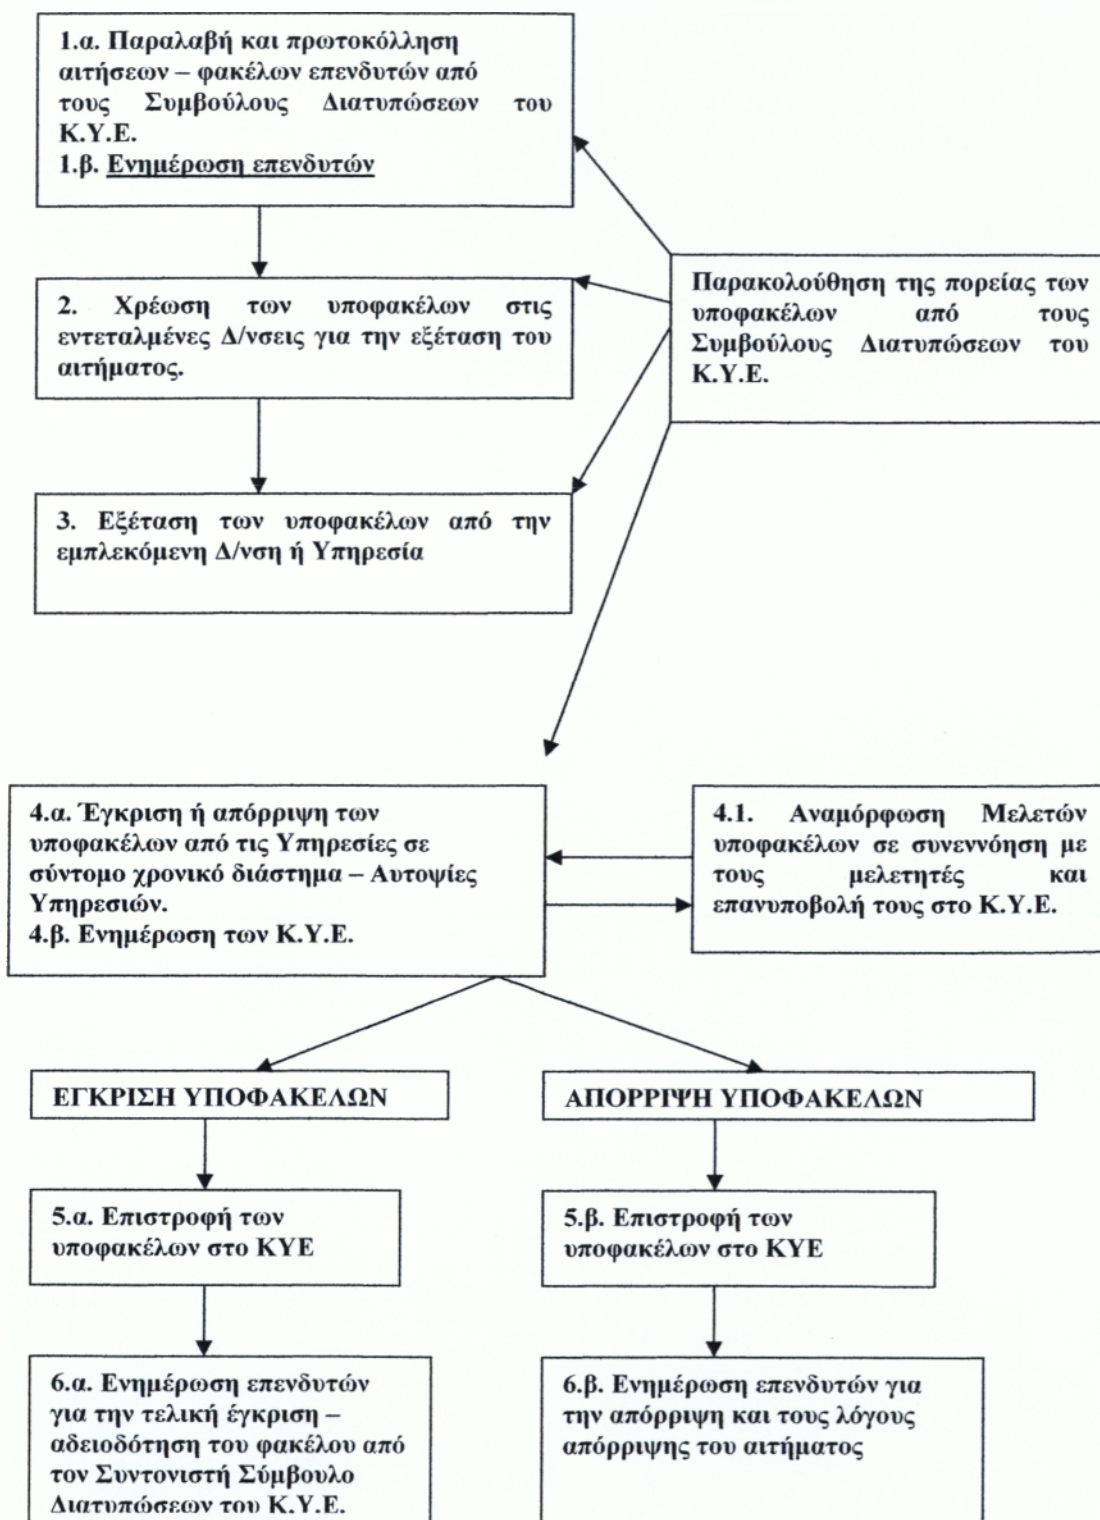 1.α. Παραλαβή και πρωτοκόλληση
αιτήσεων – φακέλων επενδυτών από
τους Συμβούλους Διατυπώσεων του
Κ.Υ.Ε.
1.β. Ενημέρωση επενδυτών
2. Χρέωση των υποφακέλων στις
εντεταλμένες Δ/νσεις για την εξέταση του
αιτήματος.
Παρακολούθηση της πορείας των
υποφακέλων από τους
Συμβούλους Διατυπώσεων του
Κ.Υ.Ε.
3. Εξέταση των υποφακέλων από την
εμπλεκόμενη Δ/νση ή Υπηρεσία
4.α. Έγκριση ή απόρριψη των
υποφακέλων από τις Υπηρεσίες σε
σύντομο χρονικό διάστημα – Αυτοψίες
Υπηρεσιών.
4.β. Ενημέρωση των Κ.Υ.Ε.
4.1. Αναμόρφωση Μελετών
υποφακέλων σε συνεννόηση με
τους μελετητές και
επανυποβολή τους στο Κ.Υ.Ε.
ΕΓΚΡΙΣΗ ΥΠΟΦΑΚΕΛΩΝ
ΑΠΟΡΡΙΨΗ ΥΠΟΦΑΚΕΛΩΝ
5.α. Επιστροφή των
υποφακέλων στο ΚΥΕ
5.β. Επιστροφή των
υποφακέλων στο ΚΥΕ
6.α. Ενημέρωση επενδυτών
για την τελική έγκριση –
αδειοδότηση του φακέλου από
τον Συντονιστή Σύμβουλο
Διατυπώσεων του Κ.Υ.Ε.
6.β. Ενημέρωση επενδυτών για
την απόρριψη και τους λόγους
απόρριψης του αιτήματος